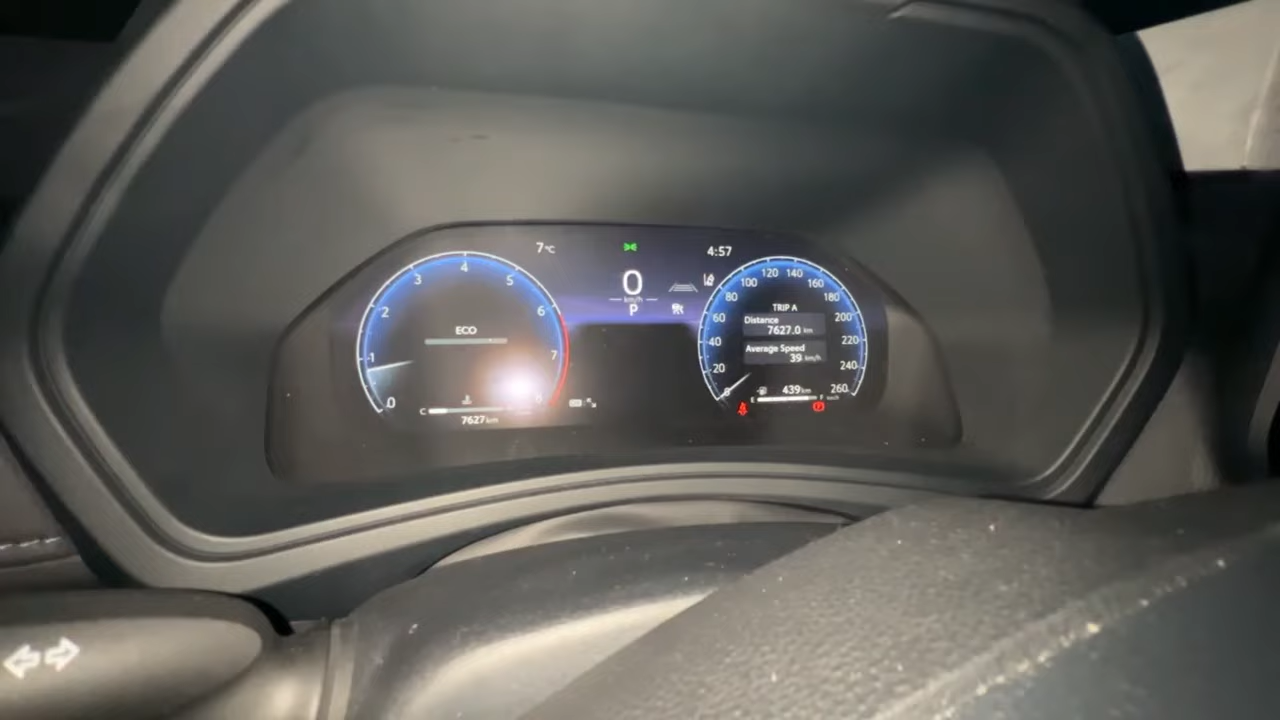 7°C
4:57
0
km/h
P
0
1
2
3
4
5
6
7
8
ECO
C
7627 km
0
20
40
60
80
100
120
140
160
180
200
220
240
260
km/h
TRIP A
Distance
7627.0 km
Average Speed
39 km/h
439 km
E
F